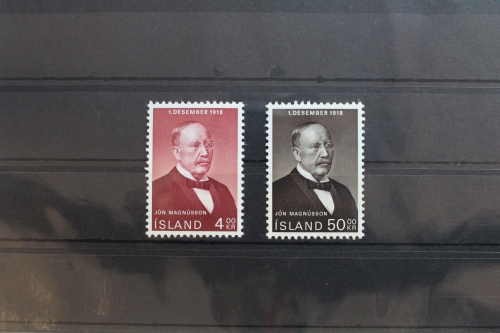 1. DESEMBER 1918
JÓN MAGNÚSSON
ÍSLAND 4 00 KR
1. DESEMBER 1918
JÓN MAGNÚSSON
ÍSLAND 50 00 KR